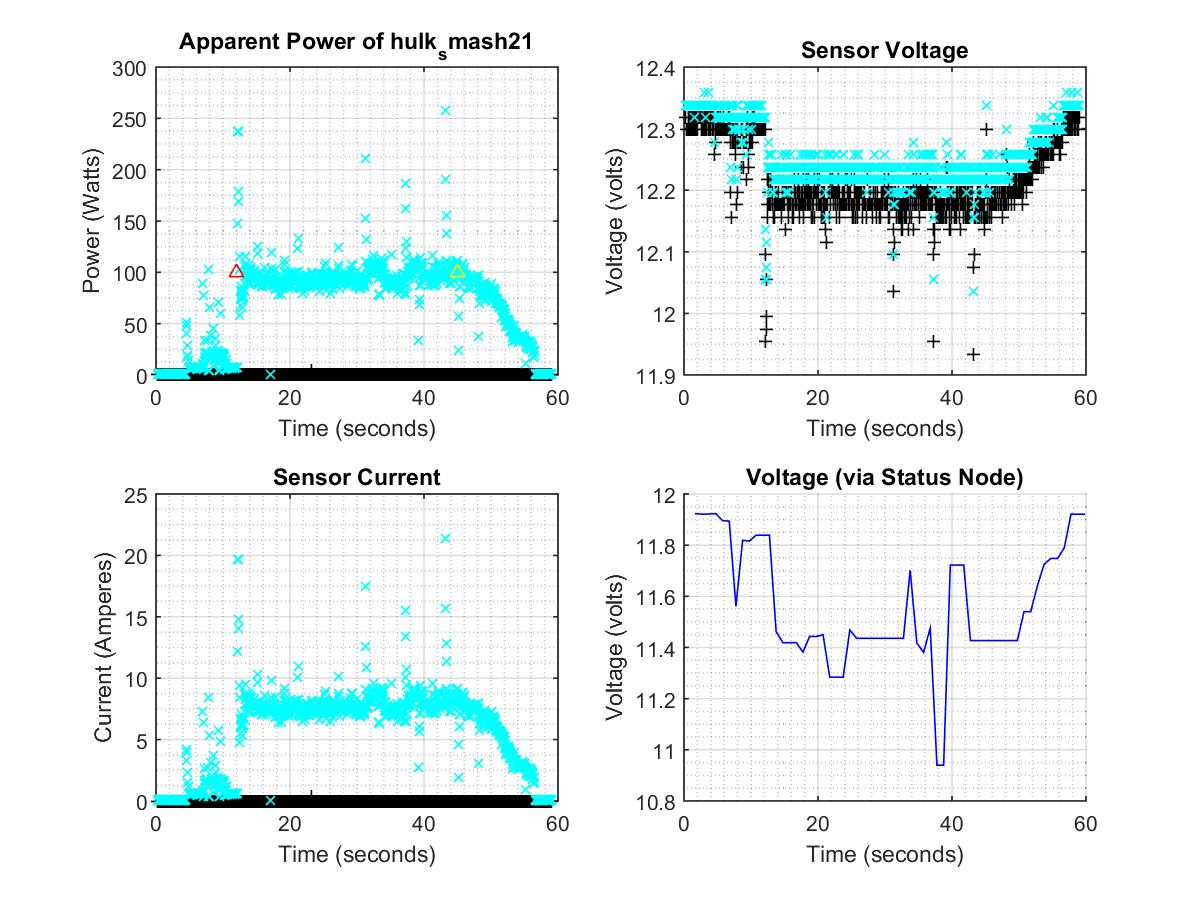 Apparent Power of hulksmash21
300
250
200
150
100
50
0
Power (Watts)
0 20 40 60
Time (seconds)
Sensor Voltage
12.4
12.3
12.2
12.1
12
11.9
Voltage (volts)
0 20 40 60
Time (seconds)
Sensor Current
25
20
15
10
5
0
Current (Amperes)
0 20 40 60
Time (seconds)
Voltage (via Status Node)
12
11.8
11.6
11.4
11.2
11
10.8
Voltage (volts)
0 20 40 60
Time (seconds)